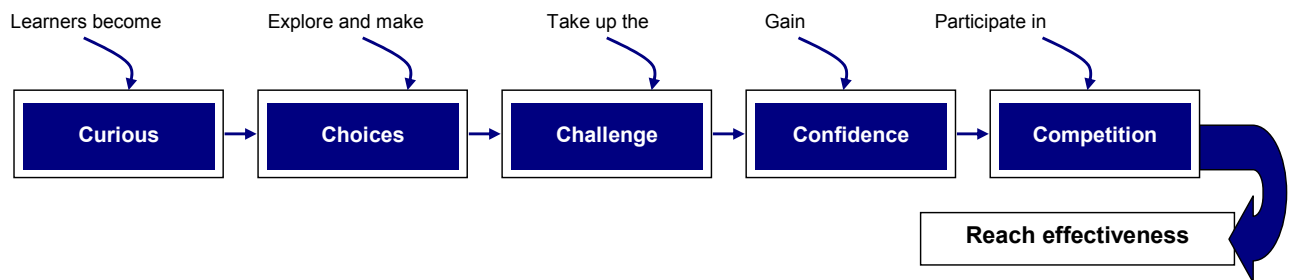 Learners become
Explore and make
Take up the
Gain
Participate in
Curious
Choices
Challenge
Confidence
Competition
Reach effectiveness